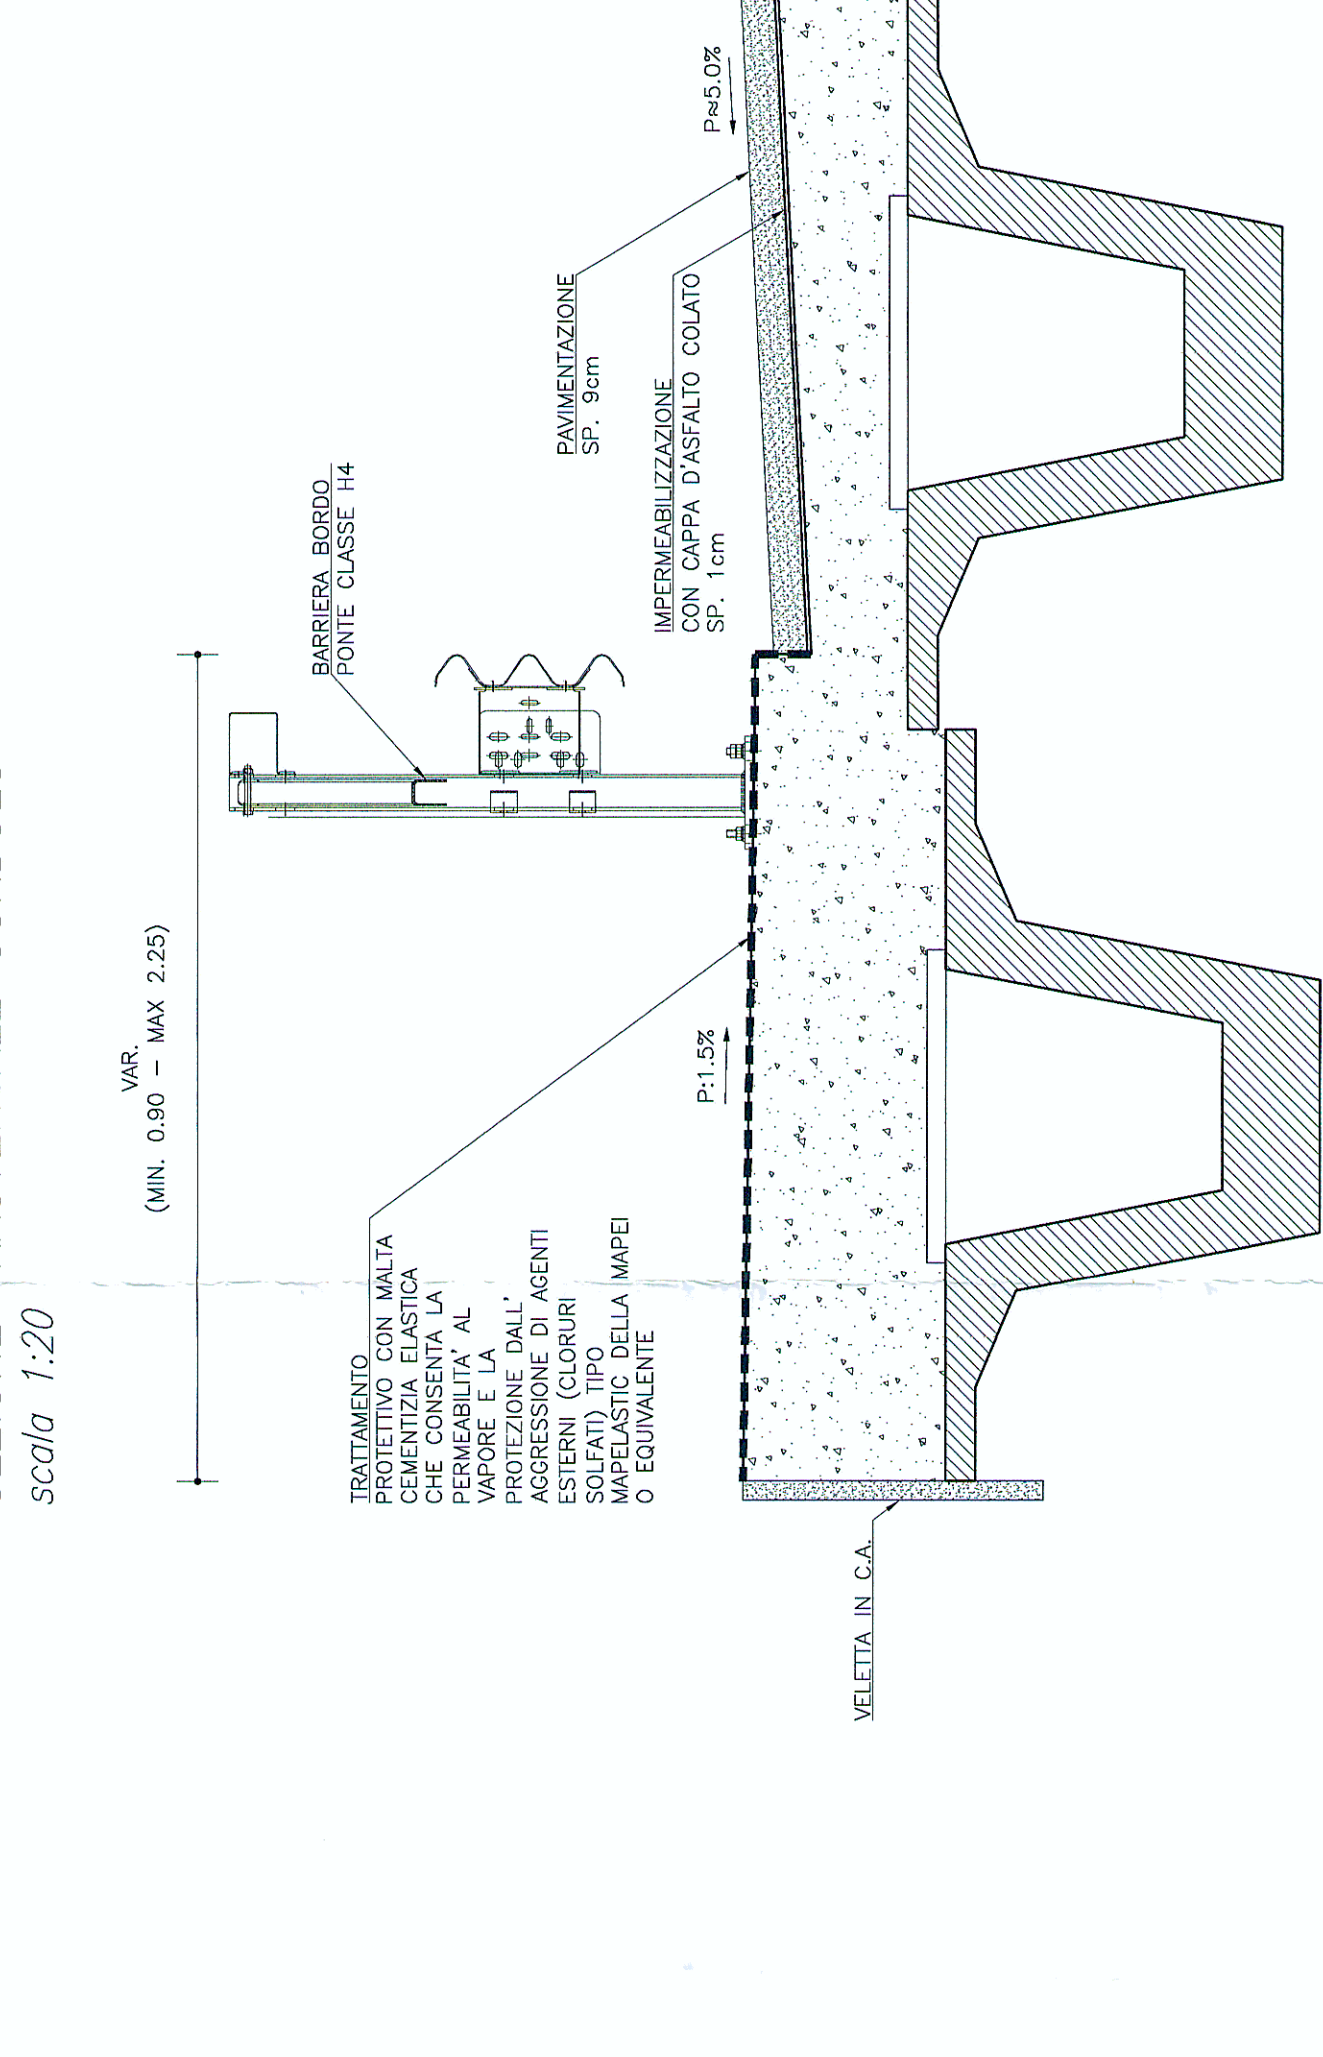 scala 1:20
VAR.
(MIN. 0.90 – MAX 2.25)
BARRIERA BORDO
PONTE CLASSE H4
TRATTAMENTO
PROTETTIVO CON MALTA
CEMENTIZIA ELASTICA
CHE CONSENTA LA
PERMEABILITA' AL
VAPORE E LA
PROTEZIONE DALL'
AGGRESSIONE DI AGENTI
ESTERNI (CLORURI
SOLFATI) TIPO
MAPELASTIC DELLA MAPEI
O EQUIVALENTE
PAVIMENTAZIONE
SP. 9cm
IMPERMEABILIZZAZIONE
CON CAPPA D'ASFALTO COLATO
SP. 1cm
P:1.5%
P≈5.0%
VELETTA IN C.A.